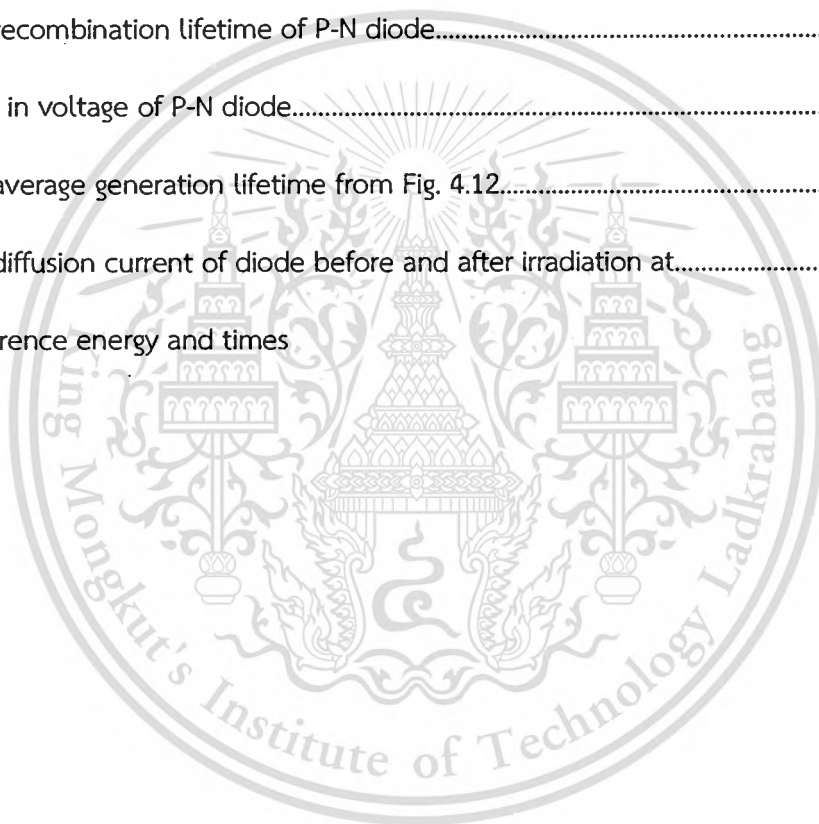 recombination lifetime of P-N diode........................................................................
in voltage of P-N diode....................................................................................................
average generation lifetime from Fig. 4.12............................................................
diffusion current of diode before and after irradiation at...........................
rence energy and times
King Mongkut's Institute of Technology Ladkrabang